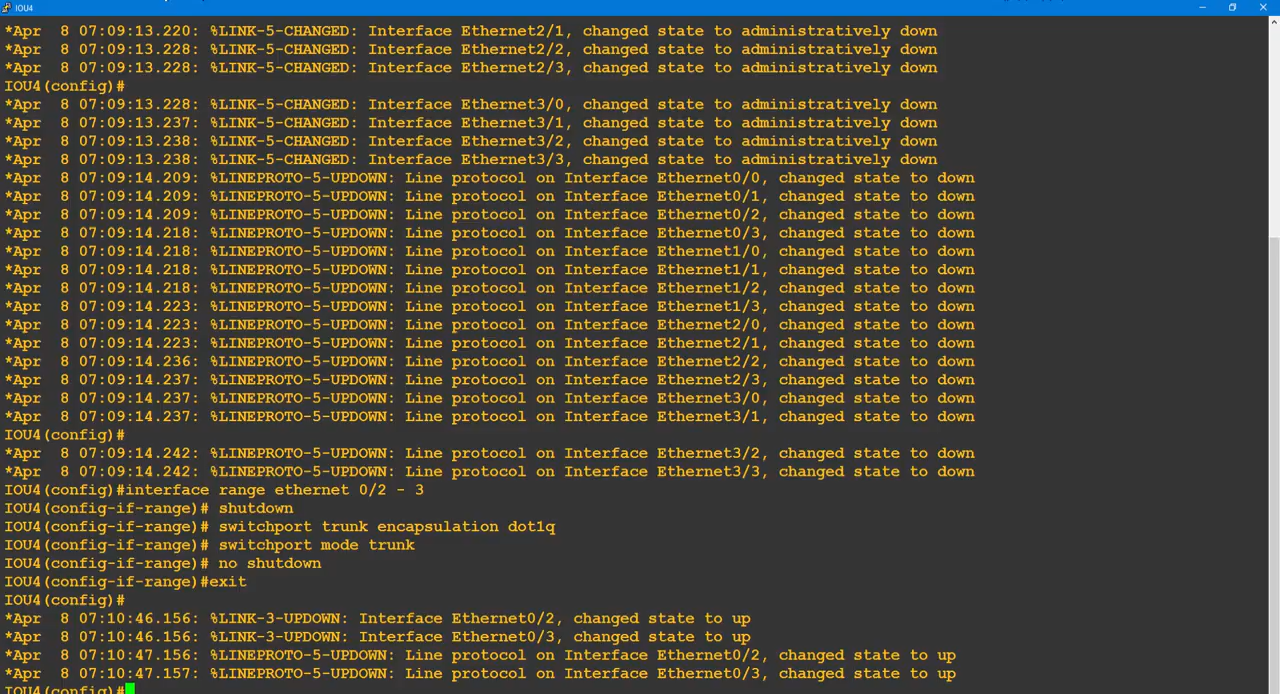 IOU4
*Apr  8 07:09:13.220: %LINK-5-CHANGED: Interface Ethernet2/1, changed state to administratively down
*Apr  8 07:09:13.228: %LINK-5-CHANGED: Interface Ethernet2/2, changed state to administratively down
*Apr  8 07:09:13.228: %LINK-5-CHANGED: Interface Ethernet2/3, changed state to administratively down
IOU4(config)#
*Apr  8 07:09:13.228: %LINK-5-CHANGED: Interface Ethernet3/0, changed state to administratively down
*Apr  8 07:09:13.237: %LINK-5-CHANGED: Interface Ethernet3/1, changed state to administratively down
*Apr  8 07:09:13.238: %LINK-5-CHANGED: Interface Ethernet3/2, changed state to administratively down
*Apr  8 07:09:13.238: %LINK-5-CHANGED: Interface Ethernet3/3, changed state to administratively down
*Apr  8 07:09:14.209: %LINEPROTO-5-UPDOWN: Line protocol on Interface Ethernet0/0, changed state to down
*Apr  8 07:09:14.209: %LINEPROTO-5-UPDOWN: Line protocol on Interface Ethernet0/1, changed state to down
*Apr  8 07:09:14.209: %LINEPROTO-5-UPDOWN: Line protocol on Interface Ethernet0/2, changed state to down
*Apr  8 07:09:14.218: %LINEPROTO-5-UPDOWN: Line protocol on Interface Ethernet0/3, changed state to down
*Apr  8 07:09:14.218: %LINEPROTO-5-UPDOWN: Line protocol on Interface Ethernet1/0, changed state to down
*Apr  8 07:09:14.218: %LINEPROTO-5-UPDOWN: Line protocol on Interface Ethernet1/1, changed state to down
*Apr  8 07:09:14.218: %LINEPROTO-5-UPDOWN: Line protocol on Interface Ethernet1/2, changed state to down
*Apr  8 07:09:14.223: %LINEPROTO-5-UPDOWN: Line protocol on Interface Ethernet1/3, changed state to down
*Apr  8 07:09:14.223: %LINEPROTO-5-UPDOWN: Line protocol on Interface Ethernet2/0, changed state to down
*Apr  8 07:09:14.223: %LINEPROTO-5-UPDOWN: Line protocol on Interface Ethernet2/1, changed state to down
*Apr  8 07:09:14.236: %LINEPROTO-5-UPDOWN: Line protocol on Interface Ethernet2/2, changed state to down
*Apr  8 07:09:14.237: %LINEPROTO-5-UPDOWN: Line protocol on Interface Ethernet2/3, changed state to down
*Apr  8 07:09:14.237: %LINEPROTO-5-UPDOWN: Line protocol on Interface Ethernet3/0, changed state to down
*Apr  8 07:09:14.237: %LINEPROTO-5-UPDOWN: Line protocol on Interface Ethernet3/1, changed state to down
IOU4(config)#
*Apr  8 07:09:14.242: %LINEPROTO-5-UPDOWN: Line protocol on Interface Ethernet3/2, changed state to down
*Apr  8 07:09:14.242: %LINEPROTO-5-UPDOWN: Line protocol on Interface Ethernet3/3, changed state to down
IOU4(config)#interface range ethernet 0/2 - 3
IOU4(config-if-range)# shutdown
IOU4(config-if-range)# switchport trunk encapsulation dot1q
IOU4(config-if-range)# switchport mode trunk
IOU4(config-if-range)# no shutdown
IOU4(config-if-range)#exit
IOU4(config)#
*Apr  8 07:10:46.156: %LINK-3-UPDOWN: Interface Ethernet0/2, changed state to up
*Apr  8 07:10:46.156: %LINK-3-UPDOWN: Interface Ethernet0/3, changed state to up
*Apr  8 07:10:47.156: %LINEPROTO-5-UPDOWN: Line protocol on Interface Ethernet0/2, changed state to up
*Apr  8 07:10:47.157: %LINEPROTO-5-UPDOWN: Line protocol on Interface Ethernet0/3, changed state to up
IOU4(config)#